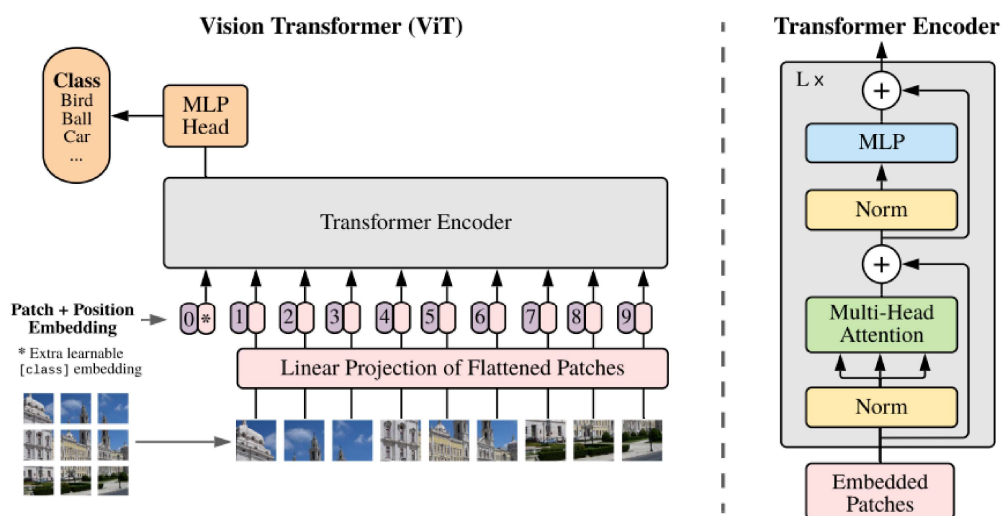 Vision Transformer (ViT)
Class
Bird
Ball
Car
...
MLP
Head
Transformer Encoder
Patch + Position
Embedding
0 * 1 2 3 4 5 6 7 8 9
* Extra learnable
[class] embedding
Linear Projection of Flattened Patches
Transformer Encoder
L x
+
MLP
Norm
+
Multi-Head
Attention
Norm
Embedded
Patches